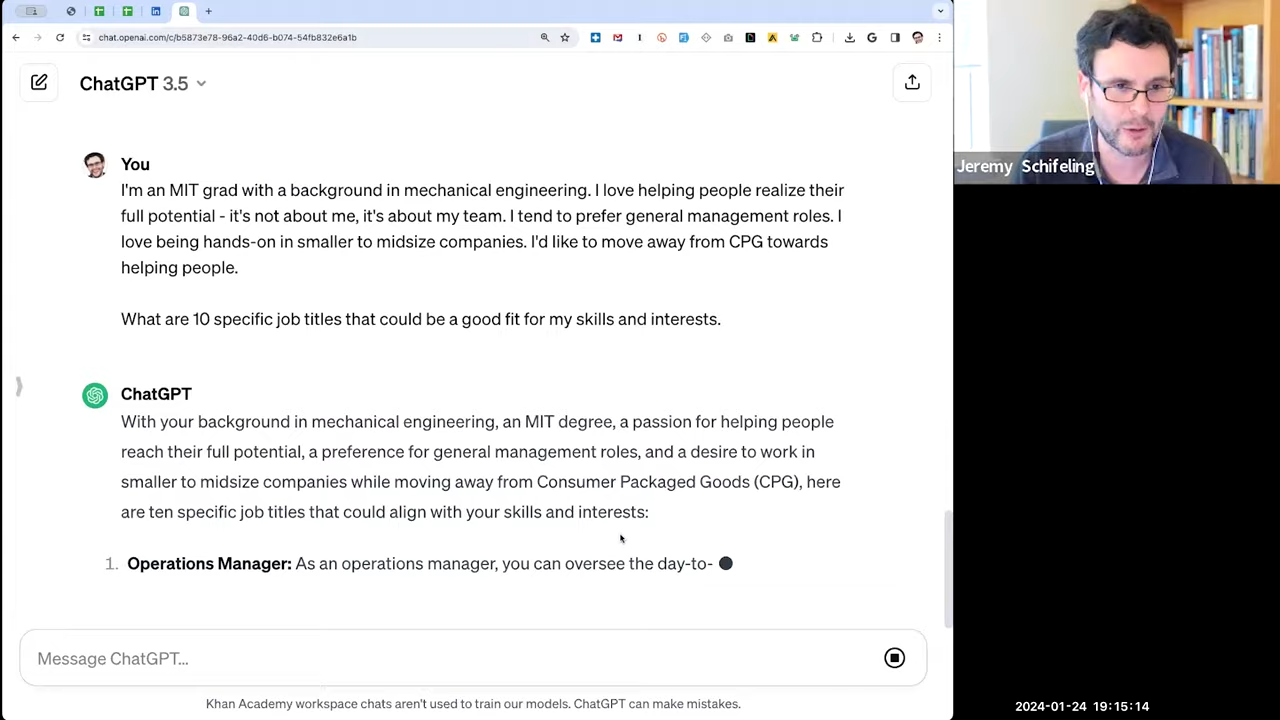 chat.openai.com/c/b5873e78-96a2-40d6-b074-54fb832e6a1b
ChatGPT 3.5
Jeremy Schifeling
You
I'm an MIT grad with a background in mechanical engineering. I love helping people realize their
full potential - it's not about me, it's about my team. I tend to prefer general management roles. I
love being hands-on in smaller to midsize companies. I'd like to move away from CPG towards
helping people.
What are 10 specific job titles that could be a good fit for my skills and interests.
ChatGPT
With your background in mechanical engineering, an MIT degree, a passion for helping people
reach their full potential, a preference for general management roles, and a desire to work in
smaller to midsize companies while moving away from Consumer Packaged Goods (CPG), here
are ten specific job titles that could align with your skills and interests:
1. Operations Manager: As an operations manager, you can oversee the day-to-
Message ChatGPT...
Khan Academy workspace chats aren't used to train our models. ChatGPT can make mistakes.
2024-01-24 19:15:14